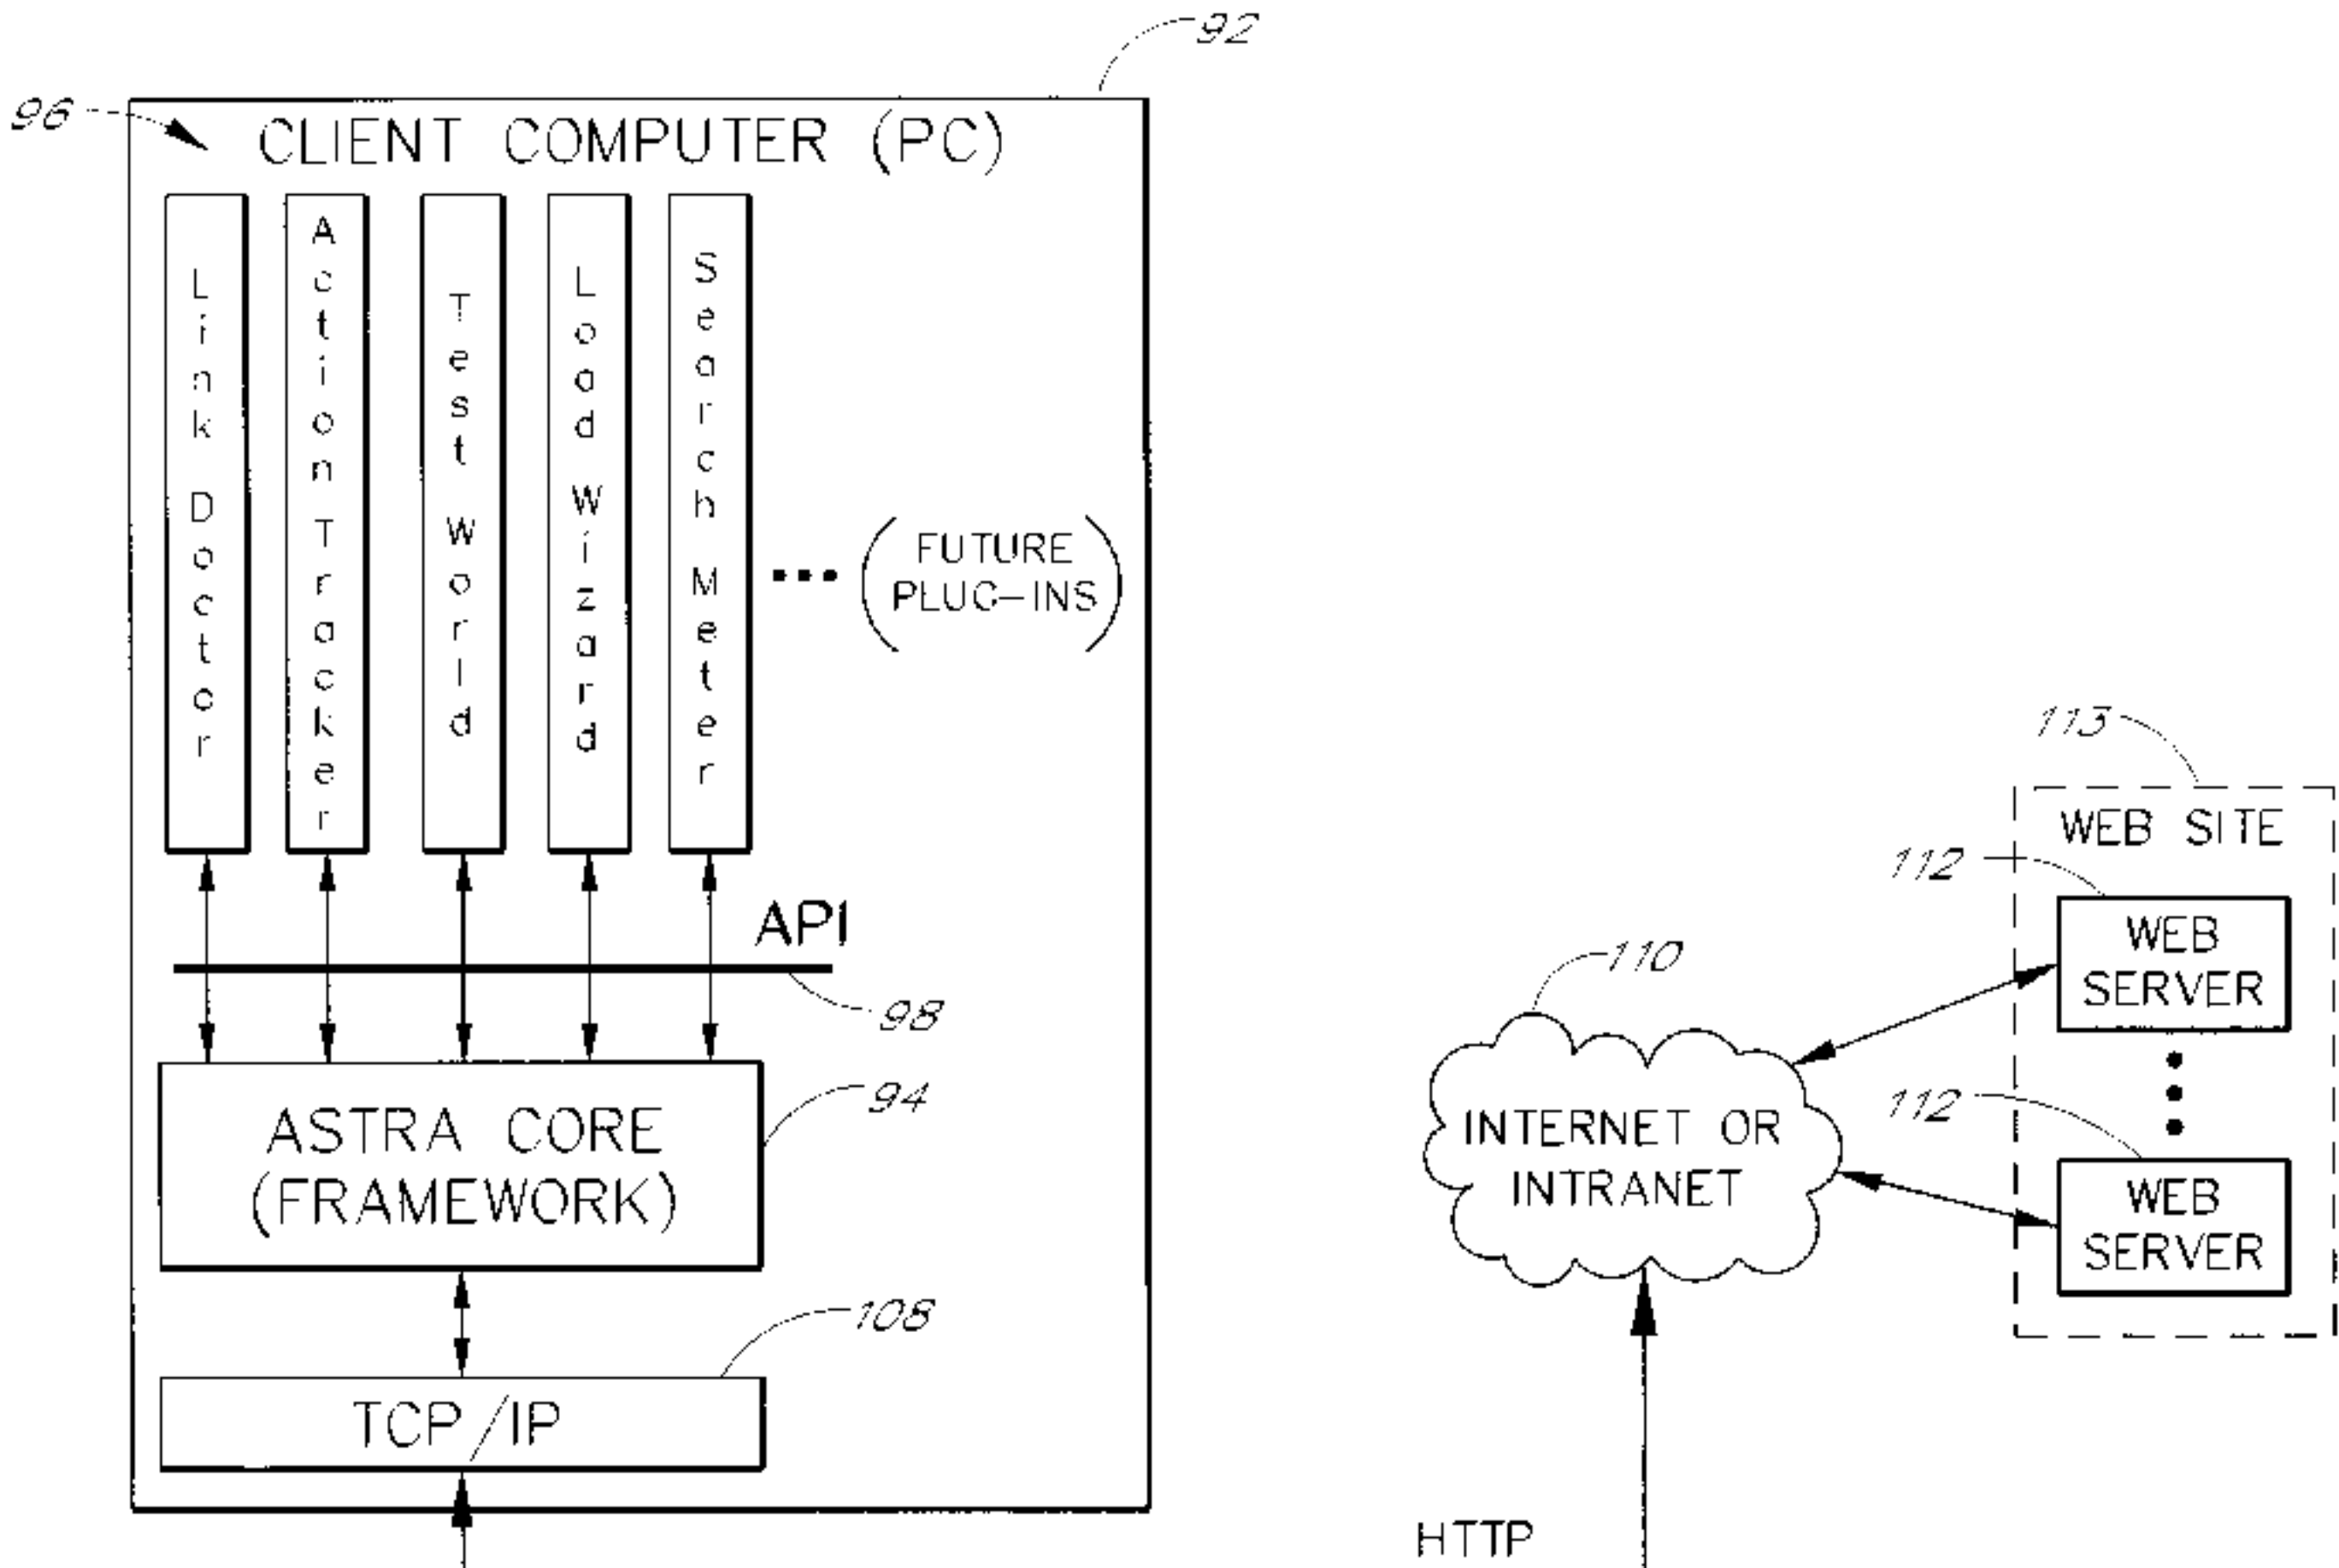 92
96
CLIENT COMPUTER (PC)
Link Doctor
Action Tracker
Test World
Load Wizard
Search Meter
••• (FUTURE
PLUG-INS)
API
98
ASTRA CORE
(FRAMEWORK)
94
108
TCP/IP
113
WEB SITE
112
WEB
SERVER
110
INTERNET OR
INTRANET
112
WEB
SERVER
HTTP